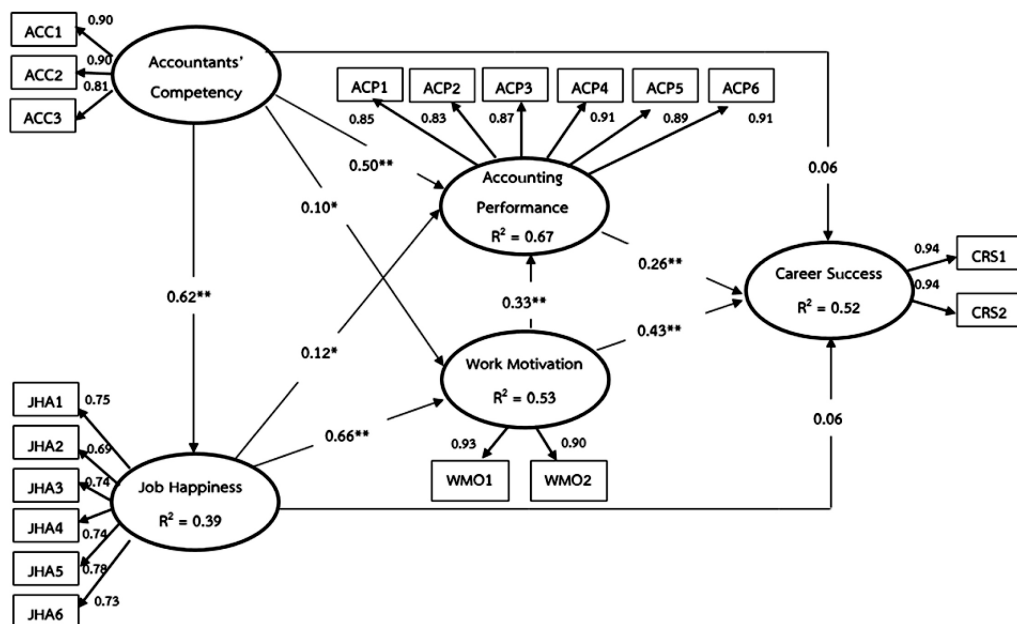 ACC1
0.90
ACC2
0.90
ACC3
0.81
Accountants'
Competency
ACP1
ACP2
ACP3
ACP4
ACP5
ACP6
0.85
0.83
0.87
0.91
0.89
0.91
0.50**
Accounting
Performance
R² = 0.67
0.06
0.10*
0.62**
0.26**
Career Success
R² = 0.52
0.94
CRS1
0.94
CRS2
0.33**
0.43**
0.12*
Work Motivation
R² = 0.53
0.66**
0.93
0.90
WMO1
WMO2
0.06
JHA1
0.75
JHA2
0.69
JHA3
0.74
JHA4
0.74
JHA5
0.78
JHA6
0.73
Job Happiness
R² = 0.39